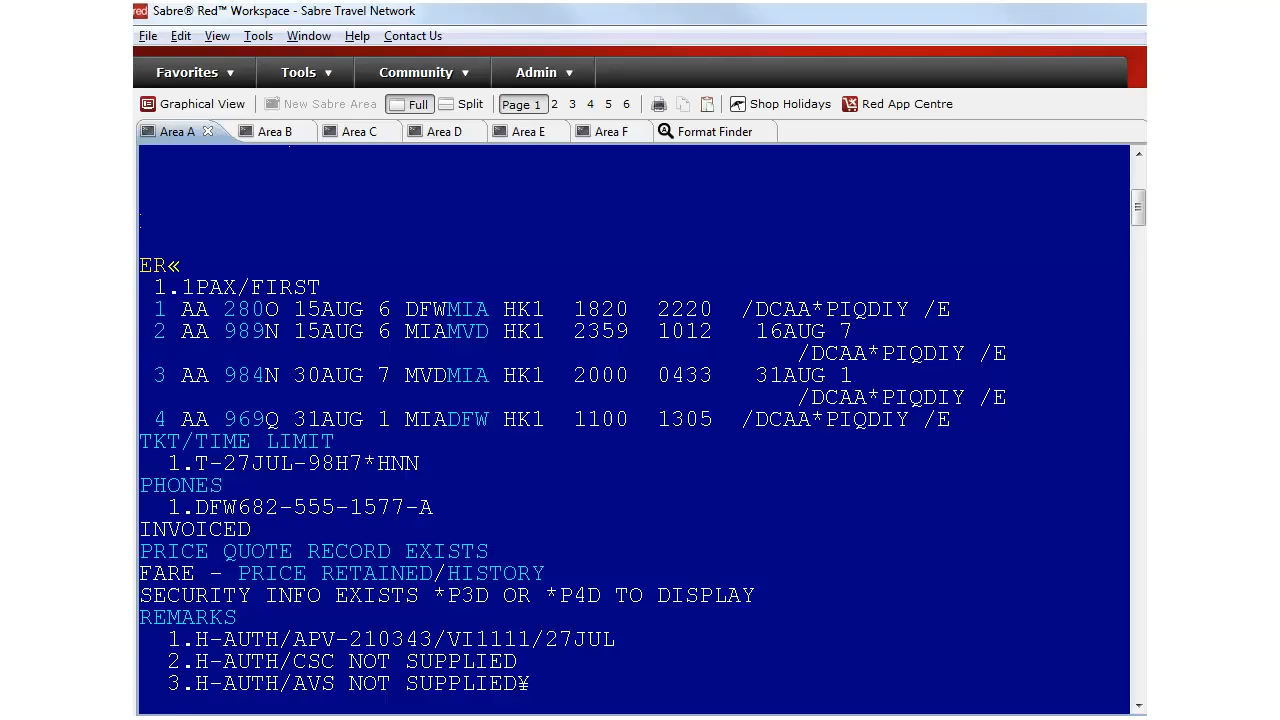 red Sabre® Red™ Workspace - Sabre Travel Network
File Edit View Tools Window Help Contact Us
Favorites ▼ Tools ▼ Community ▼ Admin ▼
Graphical View New Sabre Area Full Split Page 1 2 3 4 5 6 Shop Holidays Red App Centre
Area A Area B Area C Area D Area E Area F Format Finder
ER«
1.1PAX/FIRST
1 AA 280O 15AUG 6 DFWMIA HK1 1820 2220 /DCAA*PIQDIY /E
2 AA 989N 15AUG 6 MIAMVD HK1 2359 1012 16AUG 7
/DCAA*PIQDIY /E
3 AA 984N 30AUG 7 MVDMIA HK1 2000 0433 31AUG 1
/DCAA*PIQDIY /E
4 AA 969Q 31AUG 1 MIADFW HK1 1100 1305 /DCAA*PIQDIY /E
TKT/TIME LIMIT
1.T-27JUL-98H7*HNN
PHONES
1.DFW682-555-1577-A
INVOICED
PRICE QUOTE RECORD EXISTS
FARE - PRICE RETAINED/HISTORY
SECURITY INFO EXISTS *P3D OR *P4D TO DISPLAY
REMARKS
1.H-AUTH/APV-210343/VI1111/27JUL
2.H-AUTH/CSC NOT SUPPLIED
3.H-AUTH/AVS NOT SUPPLIED¥